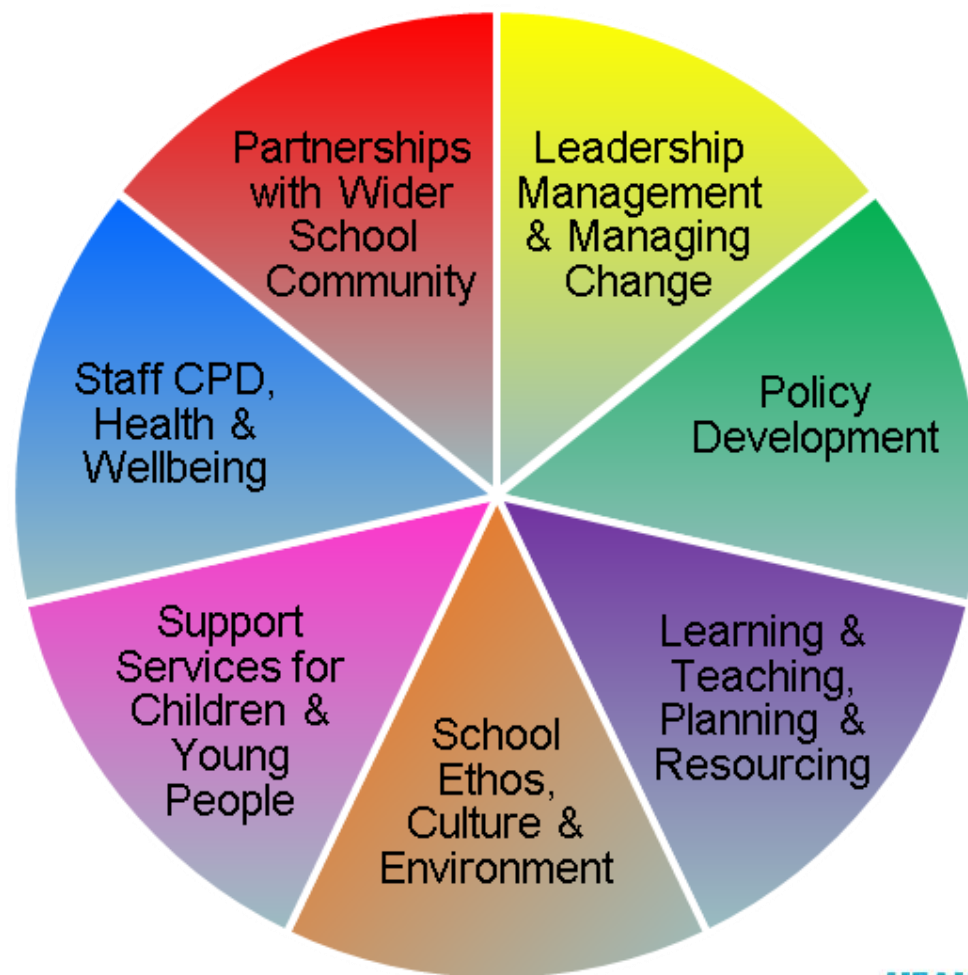 Partnerships
with Wider
School
Community
Leadership
Management
& Managing
Change
Policy
Development
Learning &
Teaching,
Planning &
Resourcing
School
Ethos,
Culture &
Environment
Support
Services for
Children &
Young
People
Staff CPD,
Health &
Wellbeing